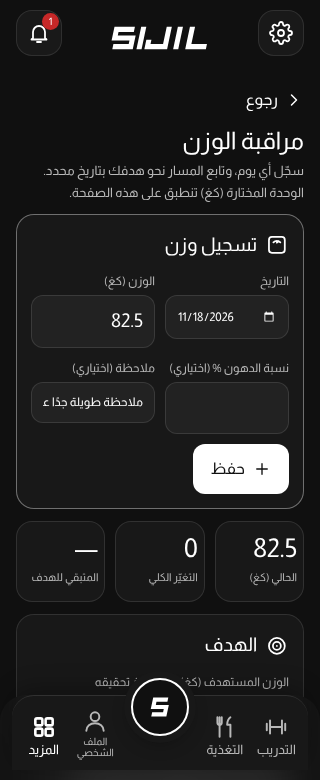 1
SIJIL
رجوع
مراقبة الوزن
سجّل أي يوم، وتابع المسار نحو هدفك بتاريخ محدد.
الوحدة المختارة (كغ) تنطبق على هذه الصفحة.
تسجيل وزن
التاريخ
الوزن (كغ)
11/18/2026
82.5
نسبة الدهون % (اختياري)
ملاحظة (اختياري)
ملاحظة طويلة جدًا ء
+ حفظ
82.5
0
—
الحالي (كغ)
التغيّر الكلي
المتبقي للهدف
الهدف
الوزن المستهدف (كغ)
تحقيقه
S
التدريب
التغذية
الملف
الشخصي
المزيد